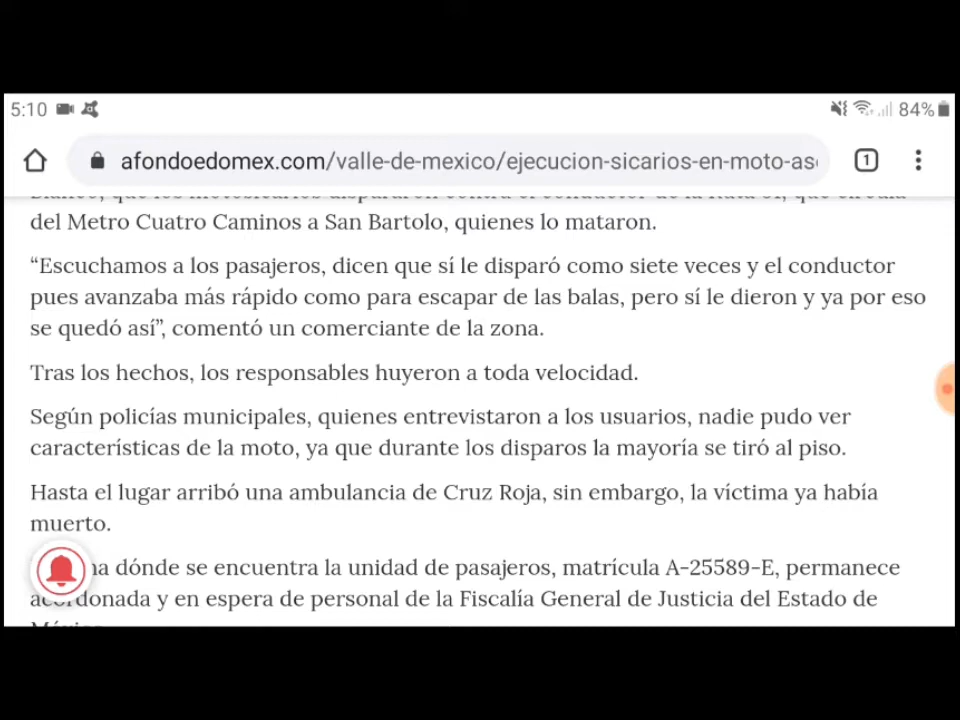 5:10
84%
afondoedomex.com/valle-de-mexico/ejecucion-sicarios-en-moto-as
1
del Metro Cuatro Caminos a San Bartolo, quienes lo mataron.
“Escuchamos a los pasajeros, dicen que sí le disparó como siete veces y el conductor
pues avanzaba más rápido como para escapar de las balas, pero sí le dieron y ya por eso
se quedó así”, comentó un comerciante de la zona.
Tras los hechos, los responsables huyeron a toda velocidad.
Según policías municipales, quienes entrevistaron a los usuarios, nadie pudo ver
características de la moto, ya que durante los disparos la mayoría se tiró al piso.
Hasta el lugar arribó una ambulancia de Cruz Roja, sin embargo, la víctima ya había
muerto.
dónde se encuentra la unidad de pasajeros, matrícula A-25589-E, permanece
acordonada y en espera de personal de la Fiscalía General de Justicia del Estado de